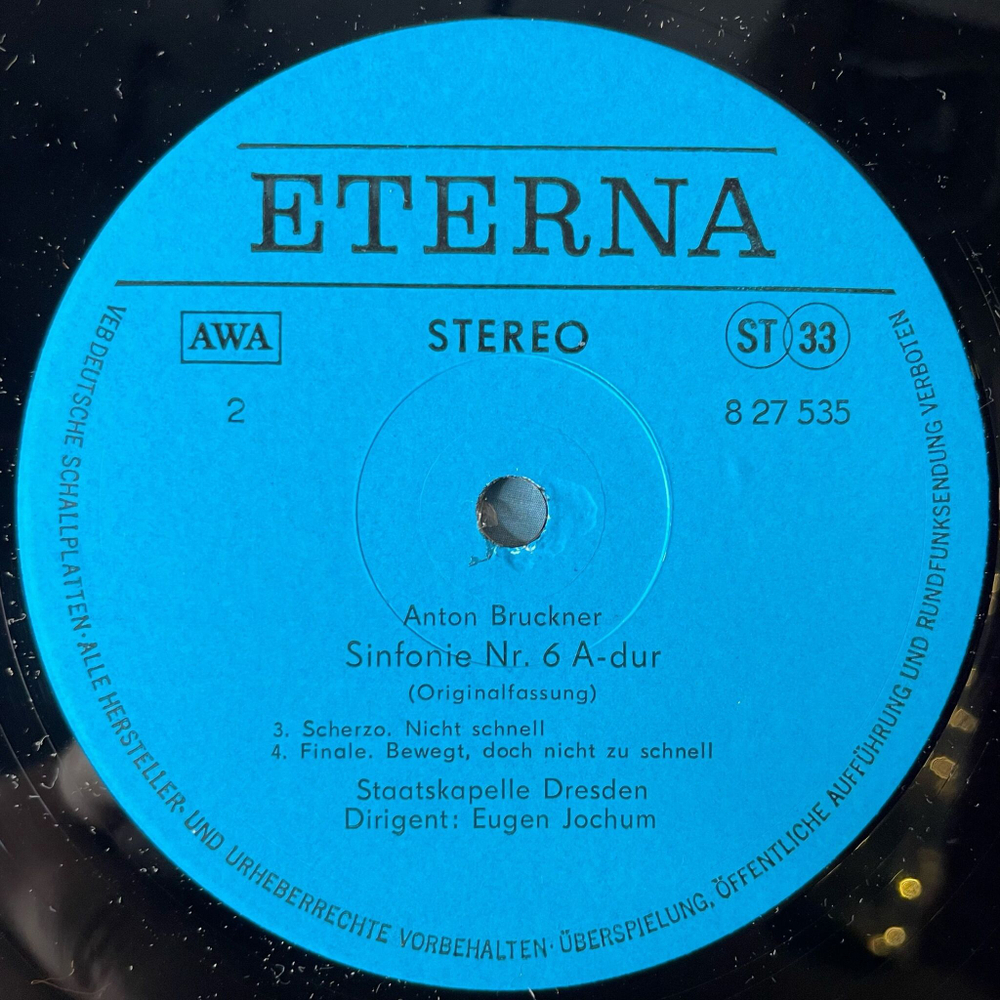 ETERNA
AWA
STEREO
ST 33
2
8 27 535
Anton Bruckner
Sinfonie Nr. 6 A-dur
(Originalfassung)
3. Scherzo. Nicht schnell
4. Finale. Bewegt, doch nicht zu schnell
Staatskapelle Dresden
Dirigent: Eugen Jochum
VEB DEUTSCHE SCHALLPLATTEN · ALLE HERSTELLER- UND URHEBERRECHTE VORBEHALTEN · ÜBERSPIELUNG, ÖFFENTLICHE AUFFÜHRUNG UND RUNDFUNKSENDUNG VERBOTEN